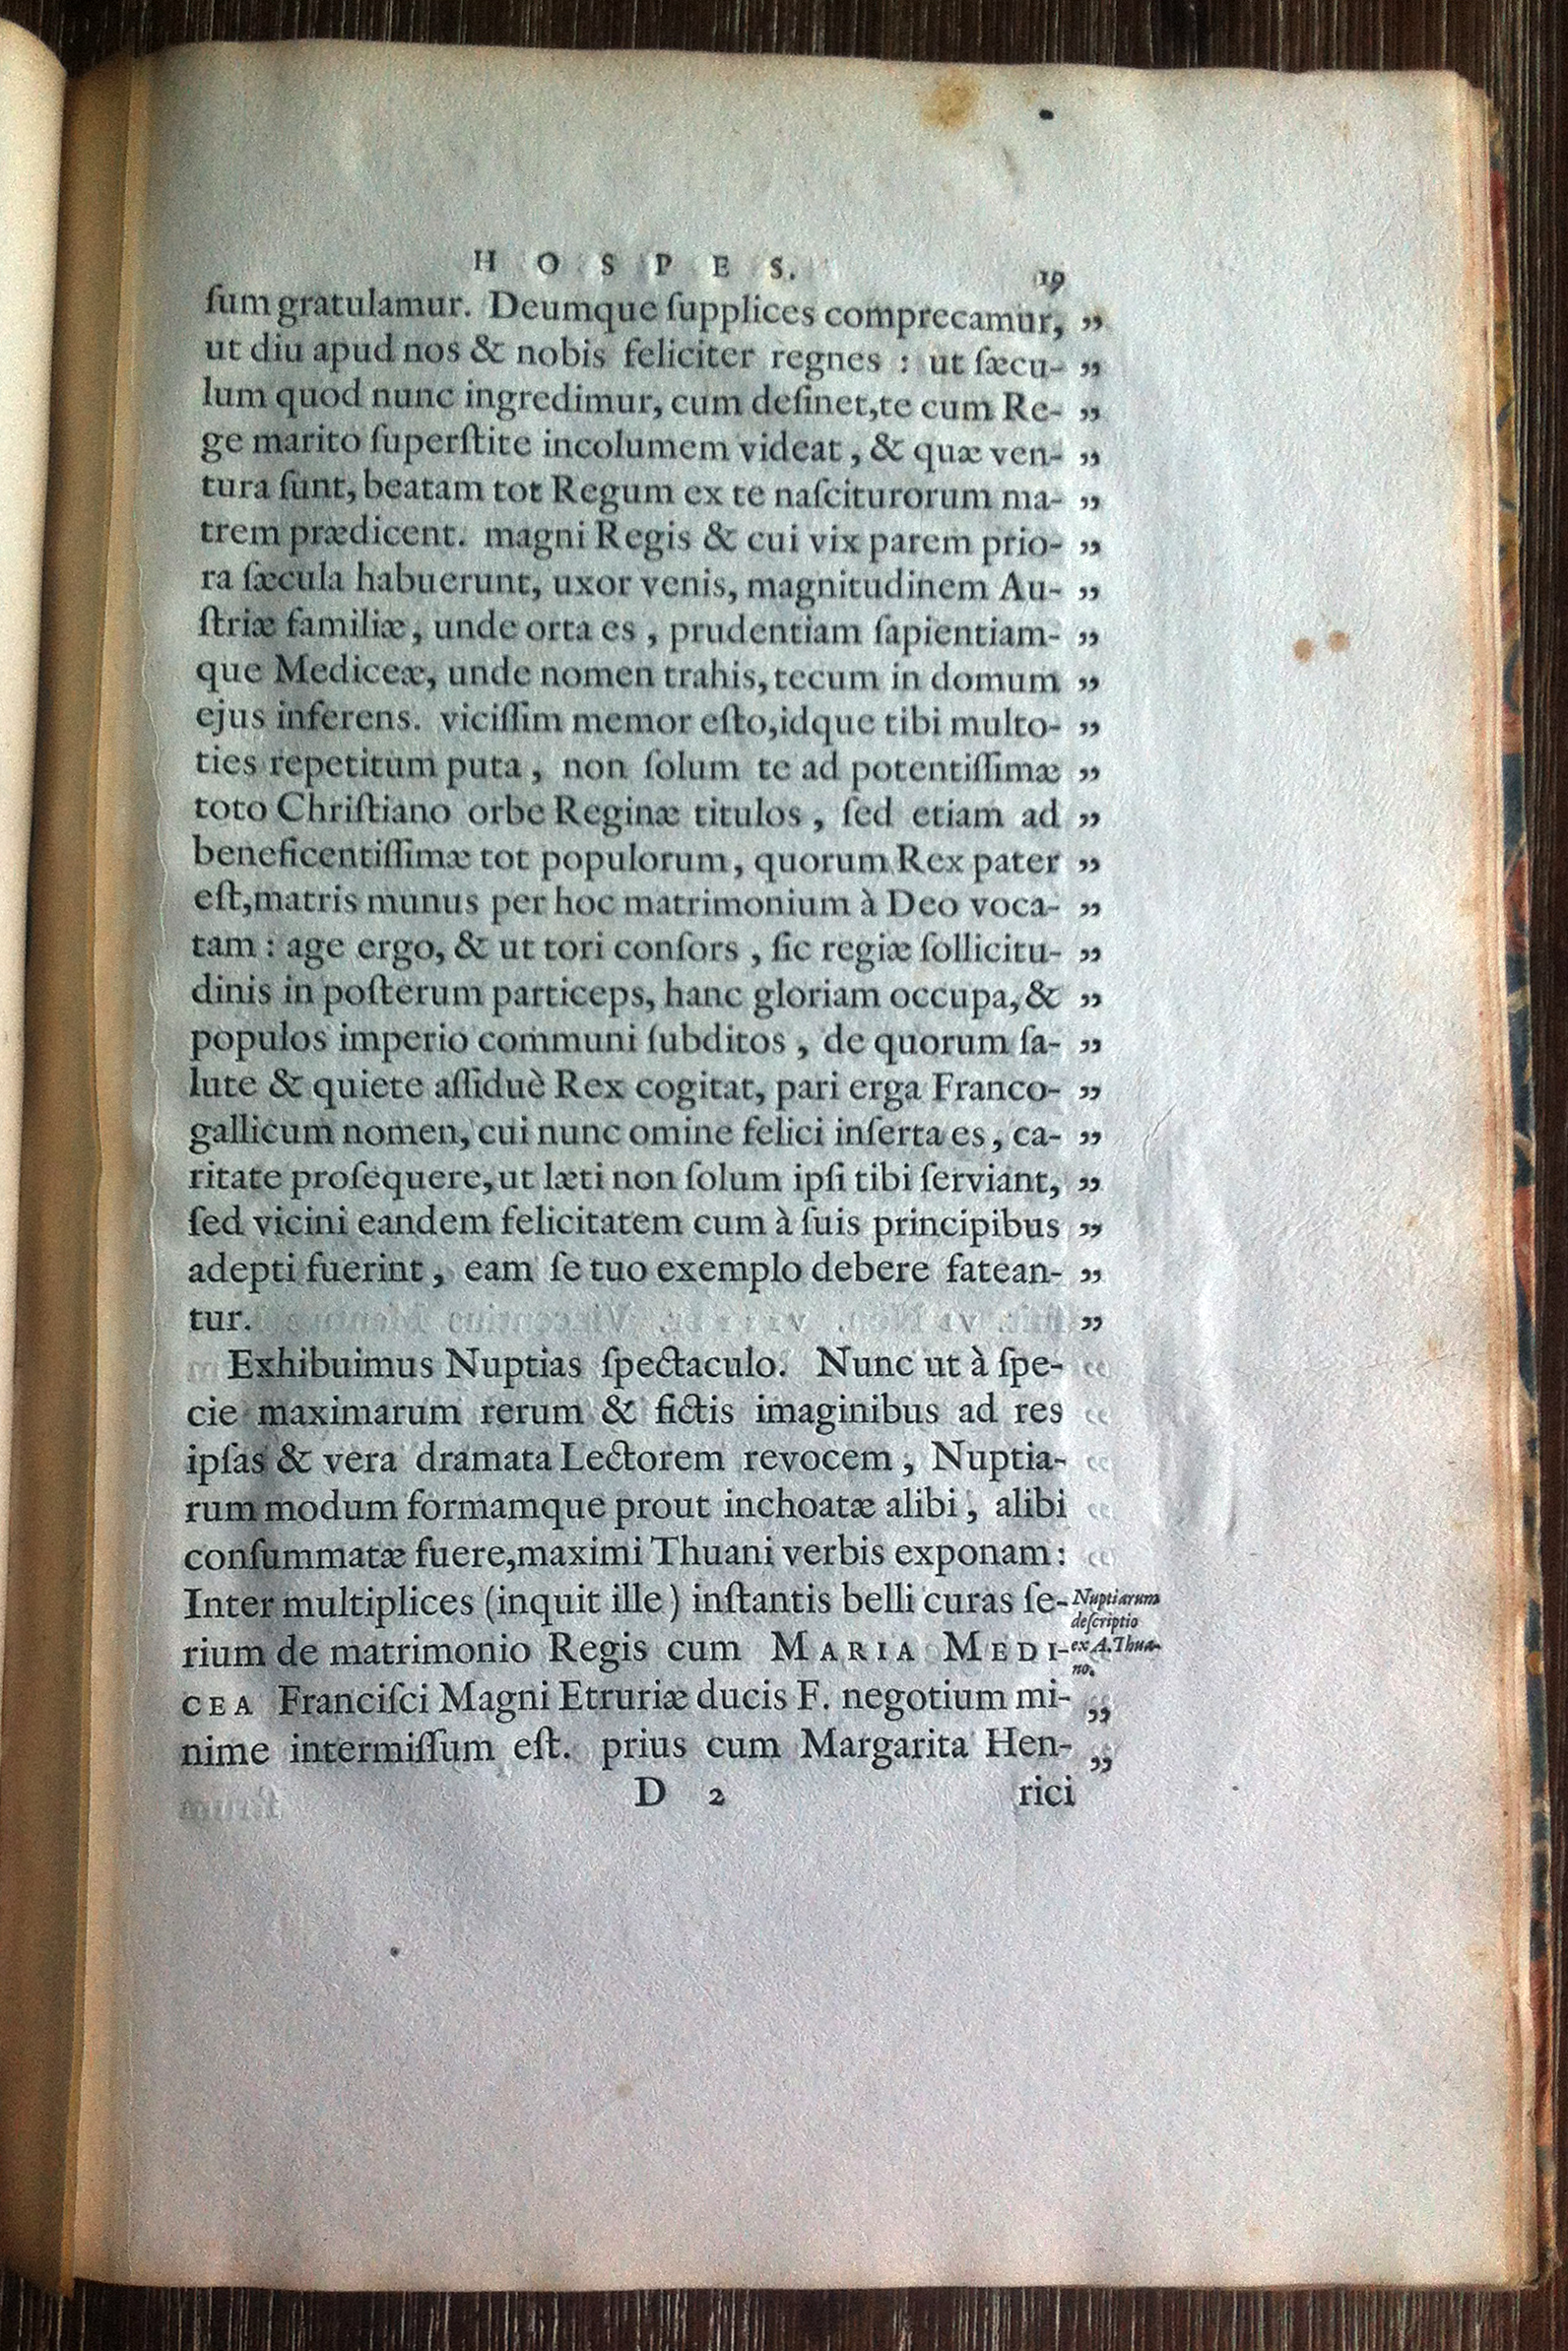 HOSPES. 19
ſum gratulamur. Deumque ſupplices comprecamur, „
ut diu apud nos & nobis feliciter regnes : ut ſæcu- „
lum quod nunc ingredimur, cum deſinet,te cum Re- „
ge marito ſuperſtite incolumem videat , & quæ ven- „
tura ſunt, beatam tot Regum ex te naſciturorum ma- „
trem prædicent. magni Regis & cui vix parem prio- „
ra ſæcula habuerunt, uxor venis, magnitudinem Au- „
ſtriæ familiæ, unde orta es , prudentiam ſapientiam- „
que Mediceæ, unde nomen trahis, tecum in domum „
ejus inferens. viciſſim memor eſto,idque tibi multo- „
ties repetitum puta , non ſolum te ad potentiſſimæ „
toto Chriſtiano orbe Reginæ titulos , ſed etiam ad „
beneficentiſſimæ tot populorum, quorum Rex pater „
eſt,matris munus per hoc matrimonium à Deo voca- „
tam : age ergo, & ut tori conſors , ſic regiæ ſollicitu- „
dinis in poſterum particeps, hanc gloriam occupa,& „
populos imperio communi ſubditos , de quorum ſa- „
lute & quiete aſſiduè Rex cogitat, pari erga Franco- „
gallicum nomen, cui nunc omine felici inſerta es , ca- „
ritate proſequere,ut læti non ſolum ipſi tibi ſerviant, „
ſed vicini eandem felicitatem cum à ſuis principibus „
adepti fuerint , eam ſe tuo exemplo debere fatean- „
tur. „
Exhibuimus Nuptias ſpectaculo. Nunc ut à ſpe-
cie maximarum rerum & fictis imaginibus ad res
ipſas & vera dramata Lectorem revocem , Nuptia-
rum modum formamque prout inchoatæ alibi , alibi
conſummatæ fuere,maximi Thuani verbis exponam :
Inter multiplices (inquit ille ) inſtantis belli curas ſe-
rium de matrimonio Regis cum MARIA MEDI-
CEA Franciſci Magni Etruriæ ducis F. negotium mi- „
nime intermiſſum eſt. prius cum Margarita Hen- „
Nuptiarum
deſcriptio
ex A. Thua-
no.
D 2 rici